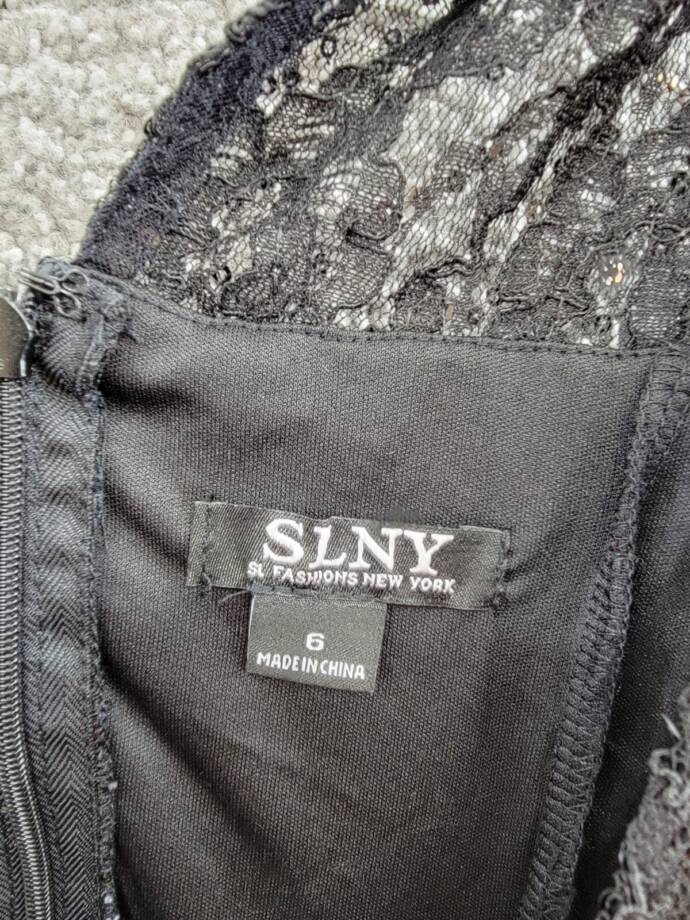 SLNY
SL FASHIONS NEW YORK
6
MADE IN CHINA